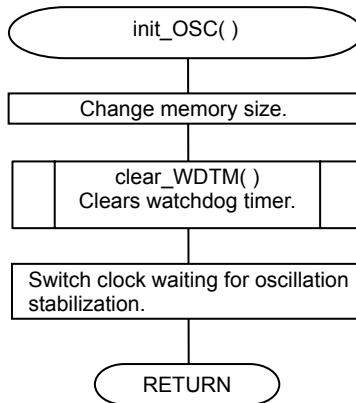 init_OSC( )
Change memory size.
clear_WDTM( )
Clears watchdog timer.
Switch clock waiting for oscillation
stabilization.
RETURN